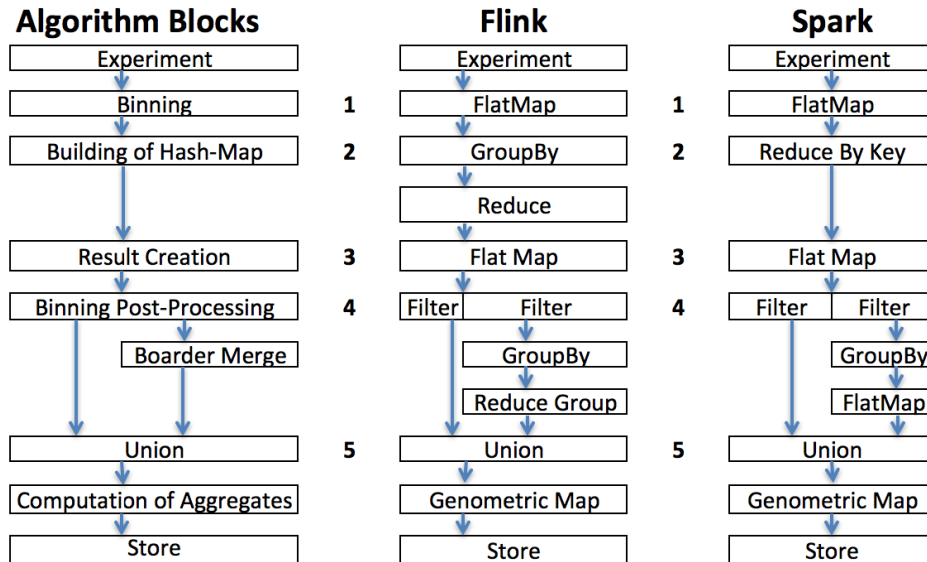 Algorithm Blocks
Experiment
Binning
Building of Hash-Map
Result Creation
Binning Post-Processing
Boarder Merge
Union
Computation of Aggregates
Store
Flink
Experiment
1 FlatMap
2 GroupBy
Reduce
3 Flat Map
4 Filter Filter
GroupBy
Reduce Group
5 Union
Genometric Map
Store
Spark
Experiment
1 FlatMap
2 Reduce By Key
3 Flat Map
4 Filter Filter
GroupBy
FlatMap
5 Union
Genometric Map
Store